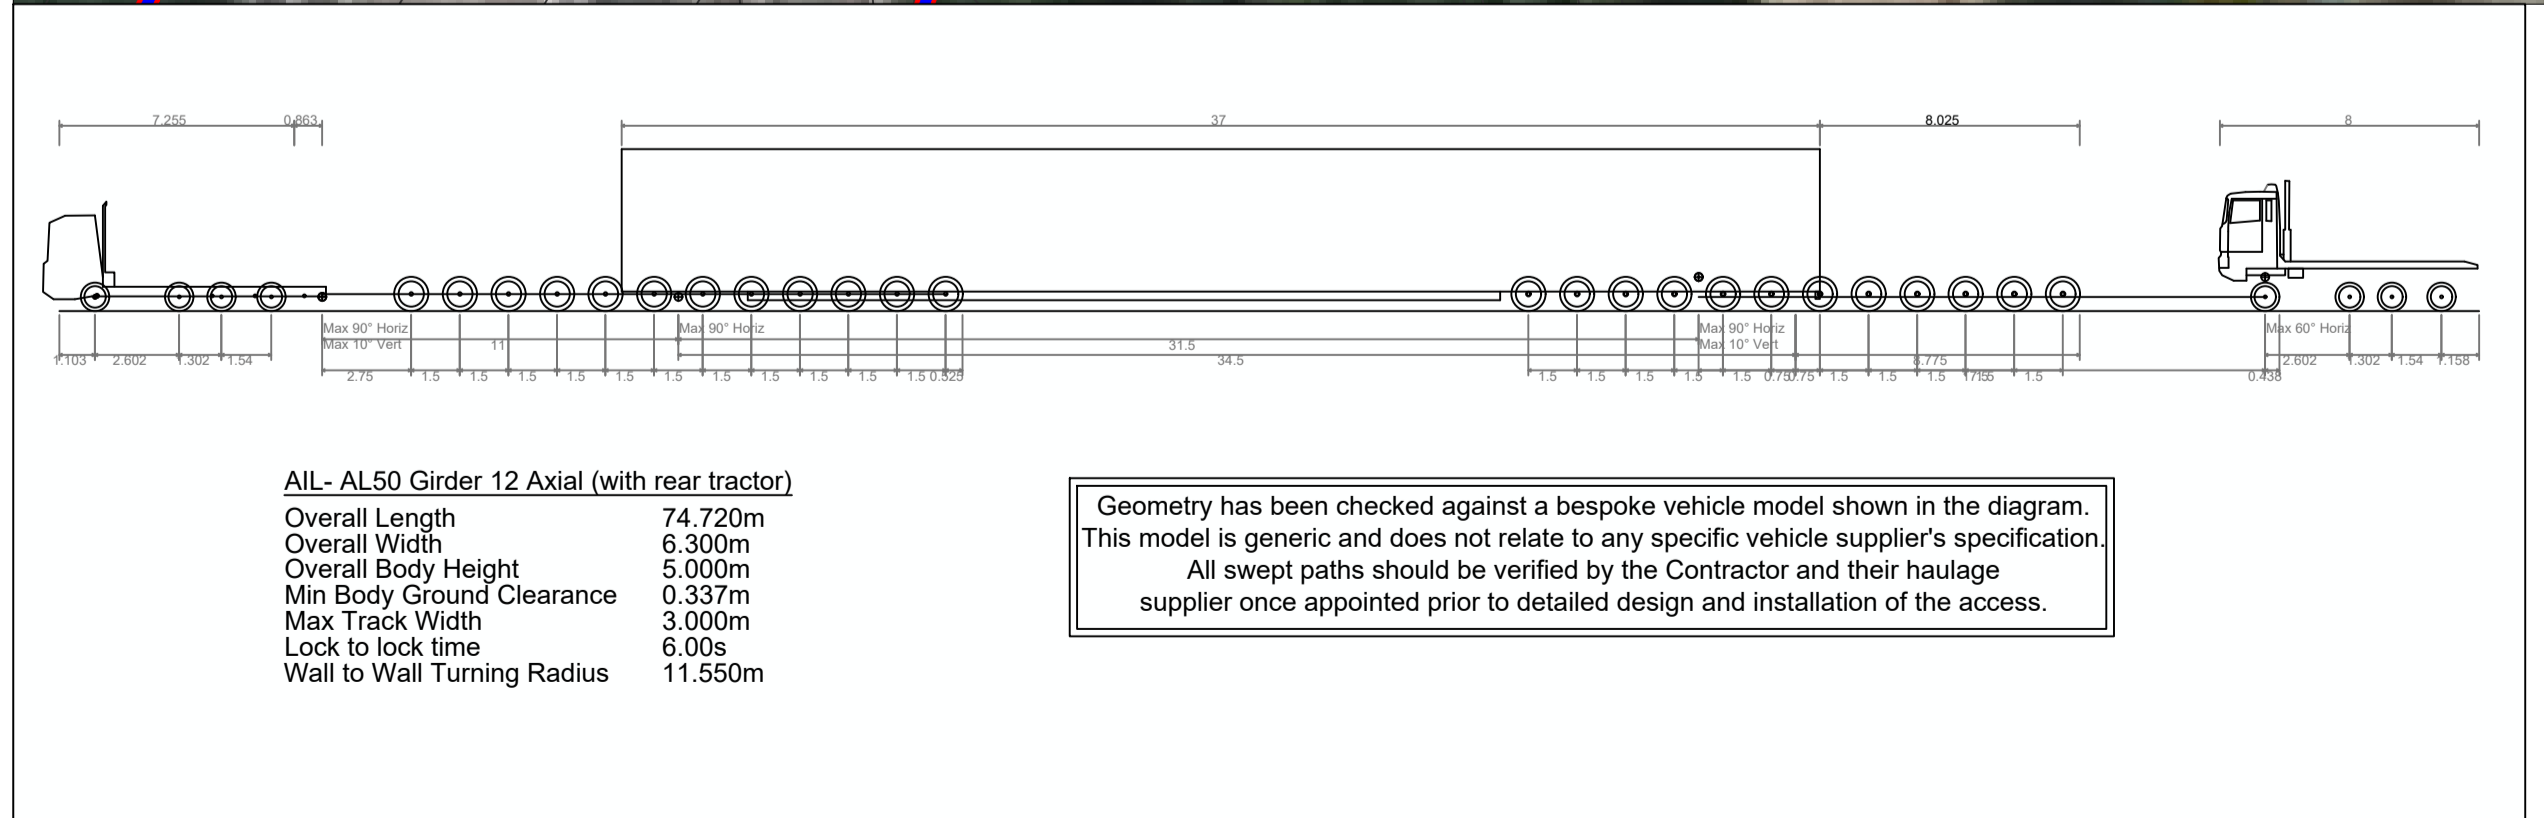 7.255 0.863 37 8.025 8
Max 90° Horiz Max 90° Horiz Max 90° Horiz Max 60° Horiz
Max 10° Vert 11 31.5 Max 10° Vert
1.103 2.602 1.302 1.54 34.5 8.775 2.602 1.302 1.54 1.158
2.75 1.5 1.5 1.5 1.5 1.5 1.5 1.5 1.5 1.5 1.5 1.5 0.525 1.5 1.5 1.5 1.5 1.5 0.75 0.75 1.5 1.5 1.5 1.5 0.438
AIL- AL50 Girder 12 Axial (with rear tractor)
Overall Length 74.720m
Overall Width 6.300m
Overall Body Height 5.000m
Min Body Ground Clearance 0.337m
Max Track Width 3.000m
Lock to lock time 6.00s
Wall to Wall Turning Radius 11.550m
Geometry has been checked against a bespoke vehicle model shown in the diagram.
This model is generic and does not relate to any specific vehicle supplier's specification.
All swept paths should be verified by the Contractor and their haulage
supplier once appointed prior to detailed design and installation of the access.